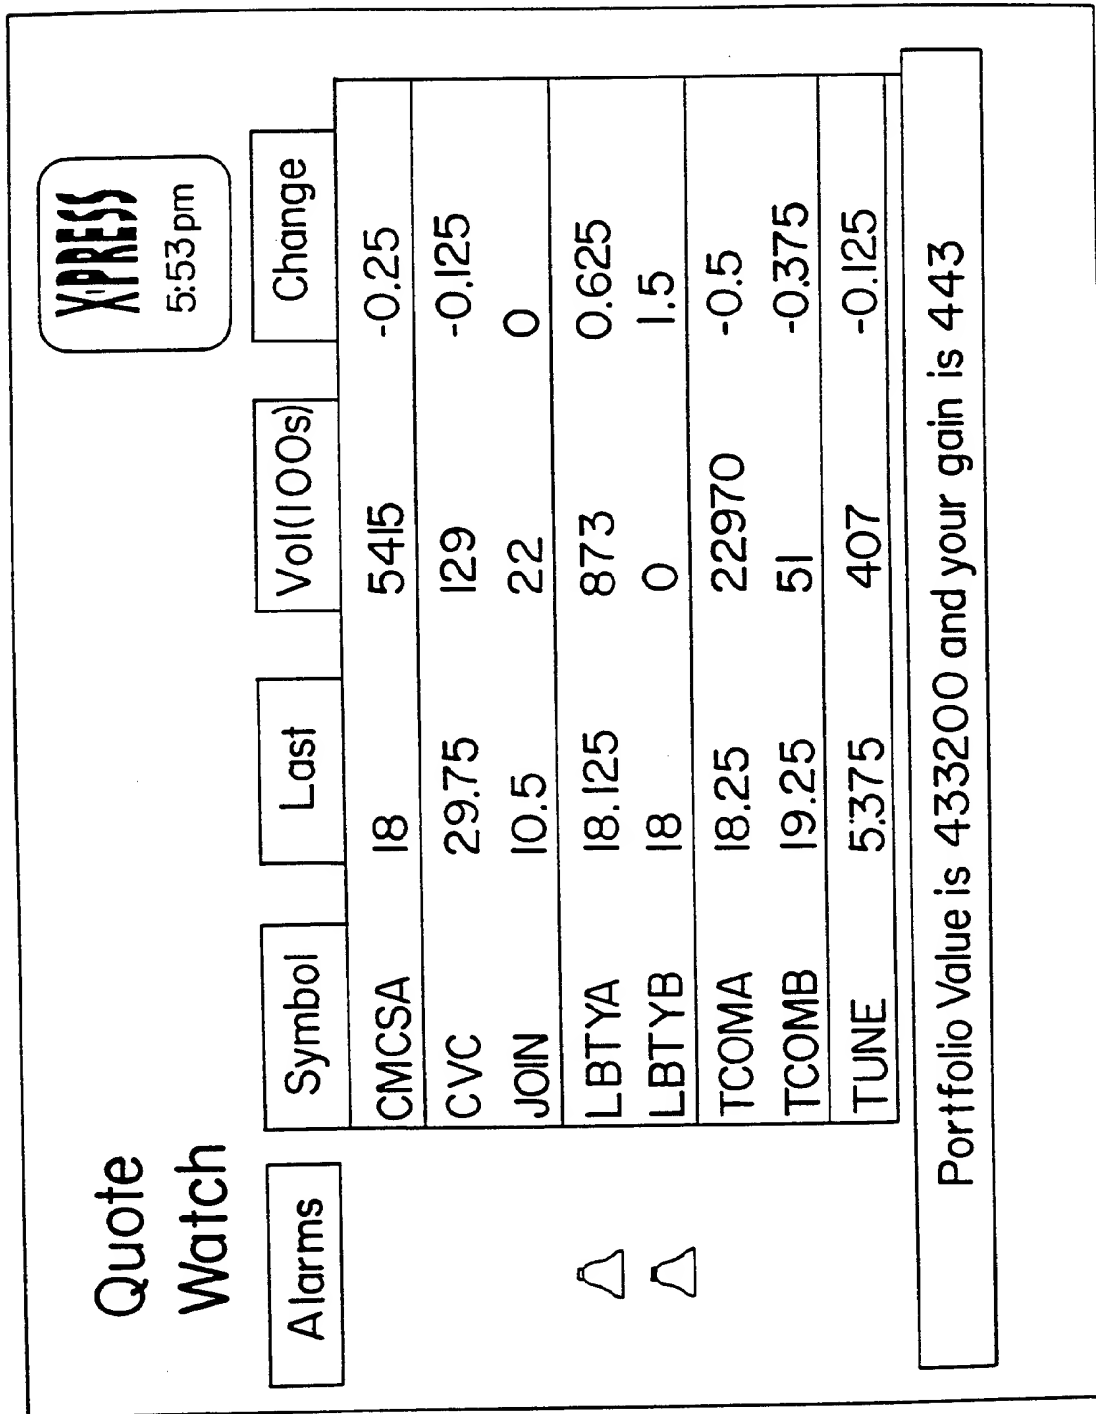 Quote
Watch
X·PRESS
5:53pm
Alarms Symbol Last Vol(100s) Change
CMCSA 18 5415 -0.25
CVC 29.75 129 -0.125
JOIN 10.5 22 0
LBTYA 18.125 873 0.625
LBTYB 18 0 1.5
TCOMA 18.25 22970 -0.5
TCOMB 19.25 51 -0.375
TUNE 5.375 407 -0.125
Portfolio Value is 433200 and your gain is 443